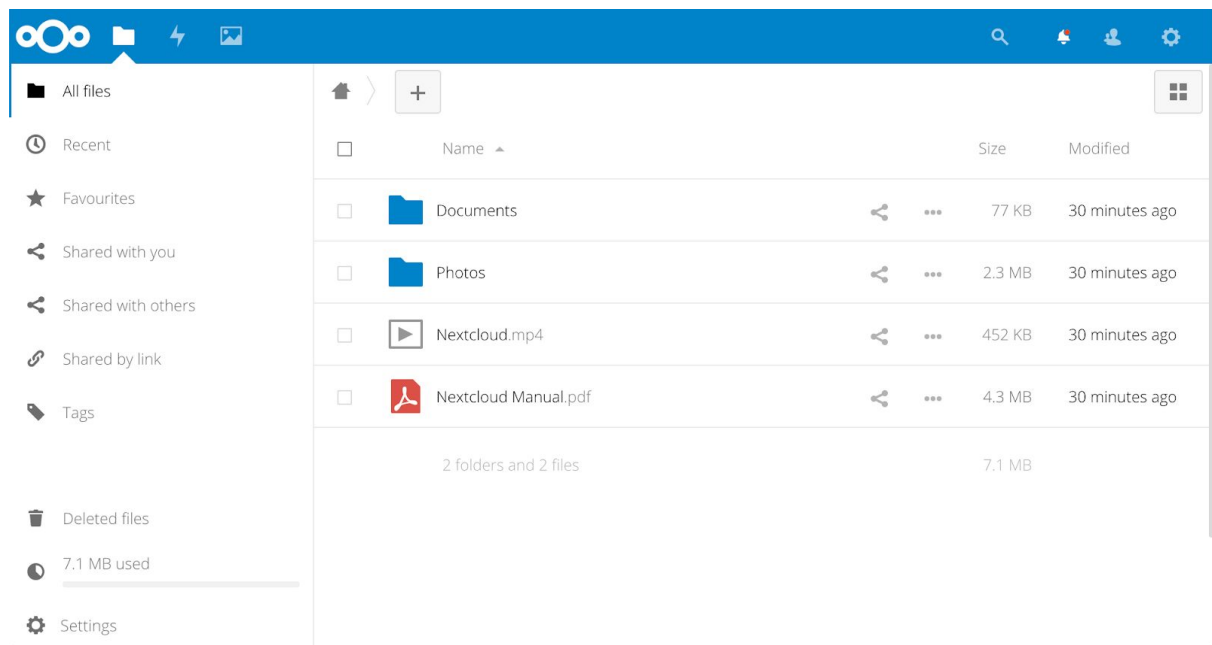 All files
Recent
Favourites
Shared with you
Shared with others
Shared by link
Tags
Deleted files
7.1 MB used
Settings
Name Size Modified
Documents 77 KB 30 minutes ago
Photos 2.3 MB 30 minutes ago
Nextcloud.mp4 452 KB 30 minutes ago
Nextcloud Manual.pdf 4.3 MB 30 minutes ago
2 folders and 2 files 7.1 MB